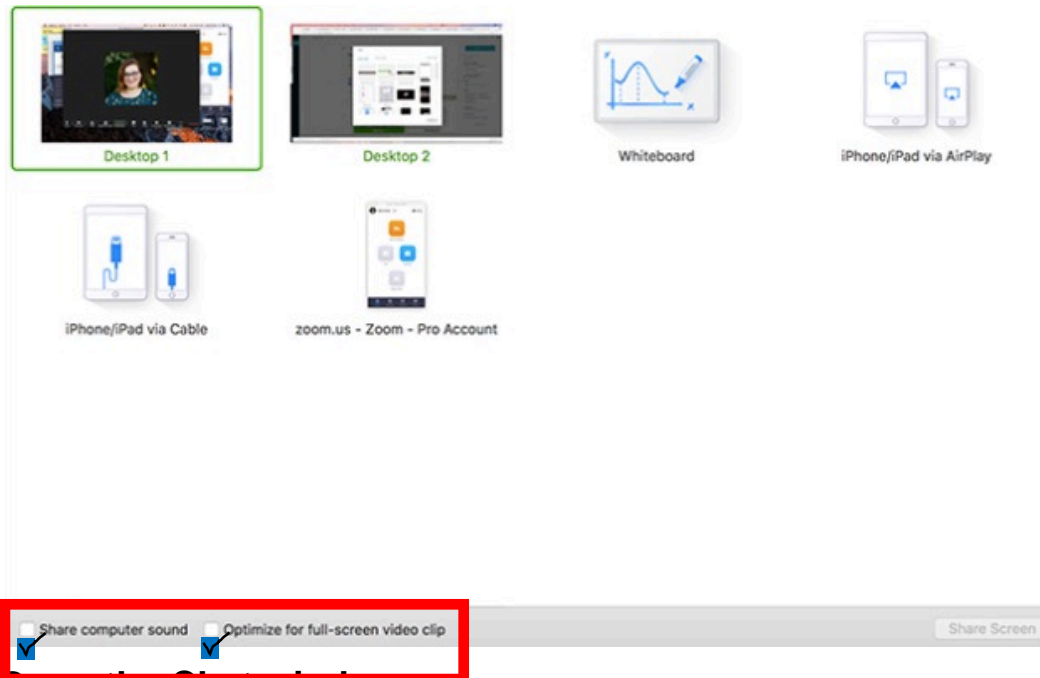 Desktop 1
Desktop 2
Whiteboard
iPhone/iPad via AirPlay
iPhone/iPad via Cable
zoom.us - Zoom - Pro Account
Share computer sound
Optimize for full-screen video clip
Share Screen